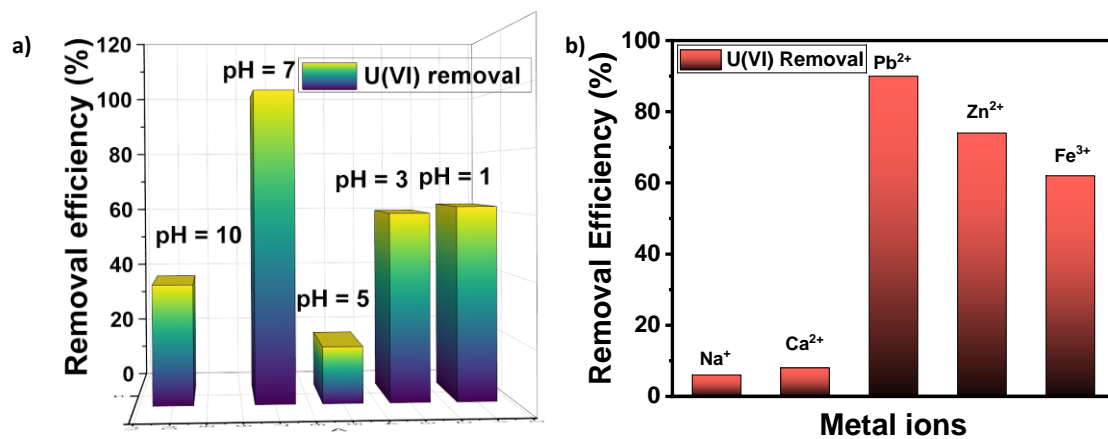 a)
Removal efficiency (%)
120
100
80
60
40
20
0
pH = 10
pH = 7
pH = 5
pH = 3
pH = 1
U(VI) removal
b)
Removal Efficiency (%)
100
80
60
40
20
0
U(VI) Removal
Na⁺
Ca²⁺
Pb²⁺
Zn²⁺
Fe³⁺
Metal ions